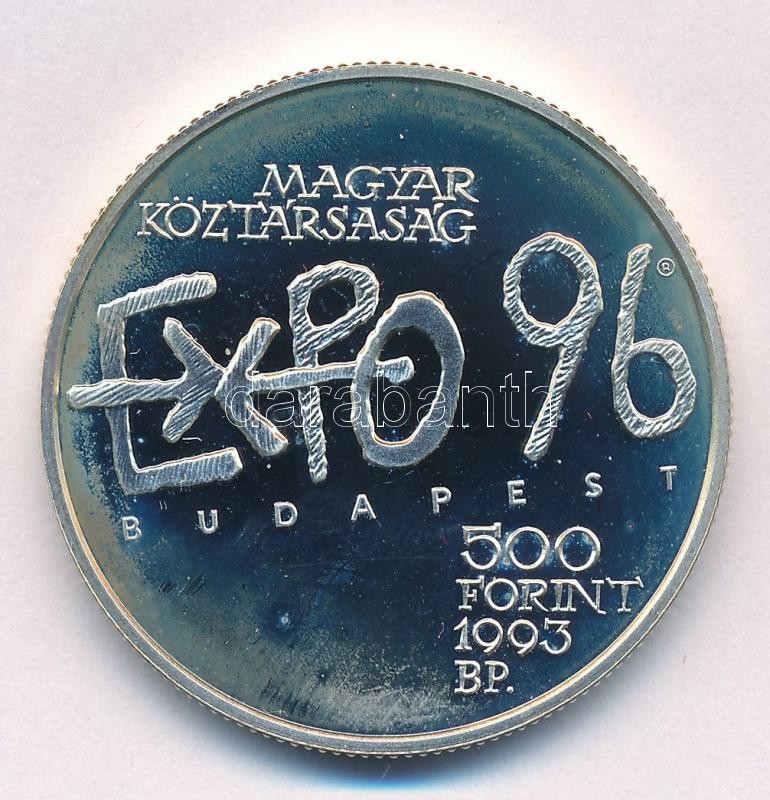 MAGYAR
KÖZTÁRSASÁG
EXPO 96 ®
BUDAPEST
500
FORINT
1993
BP.
darabanth